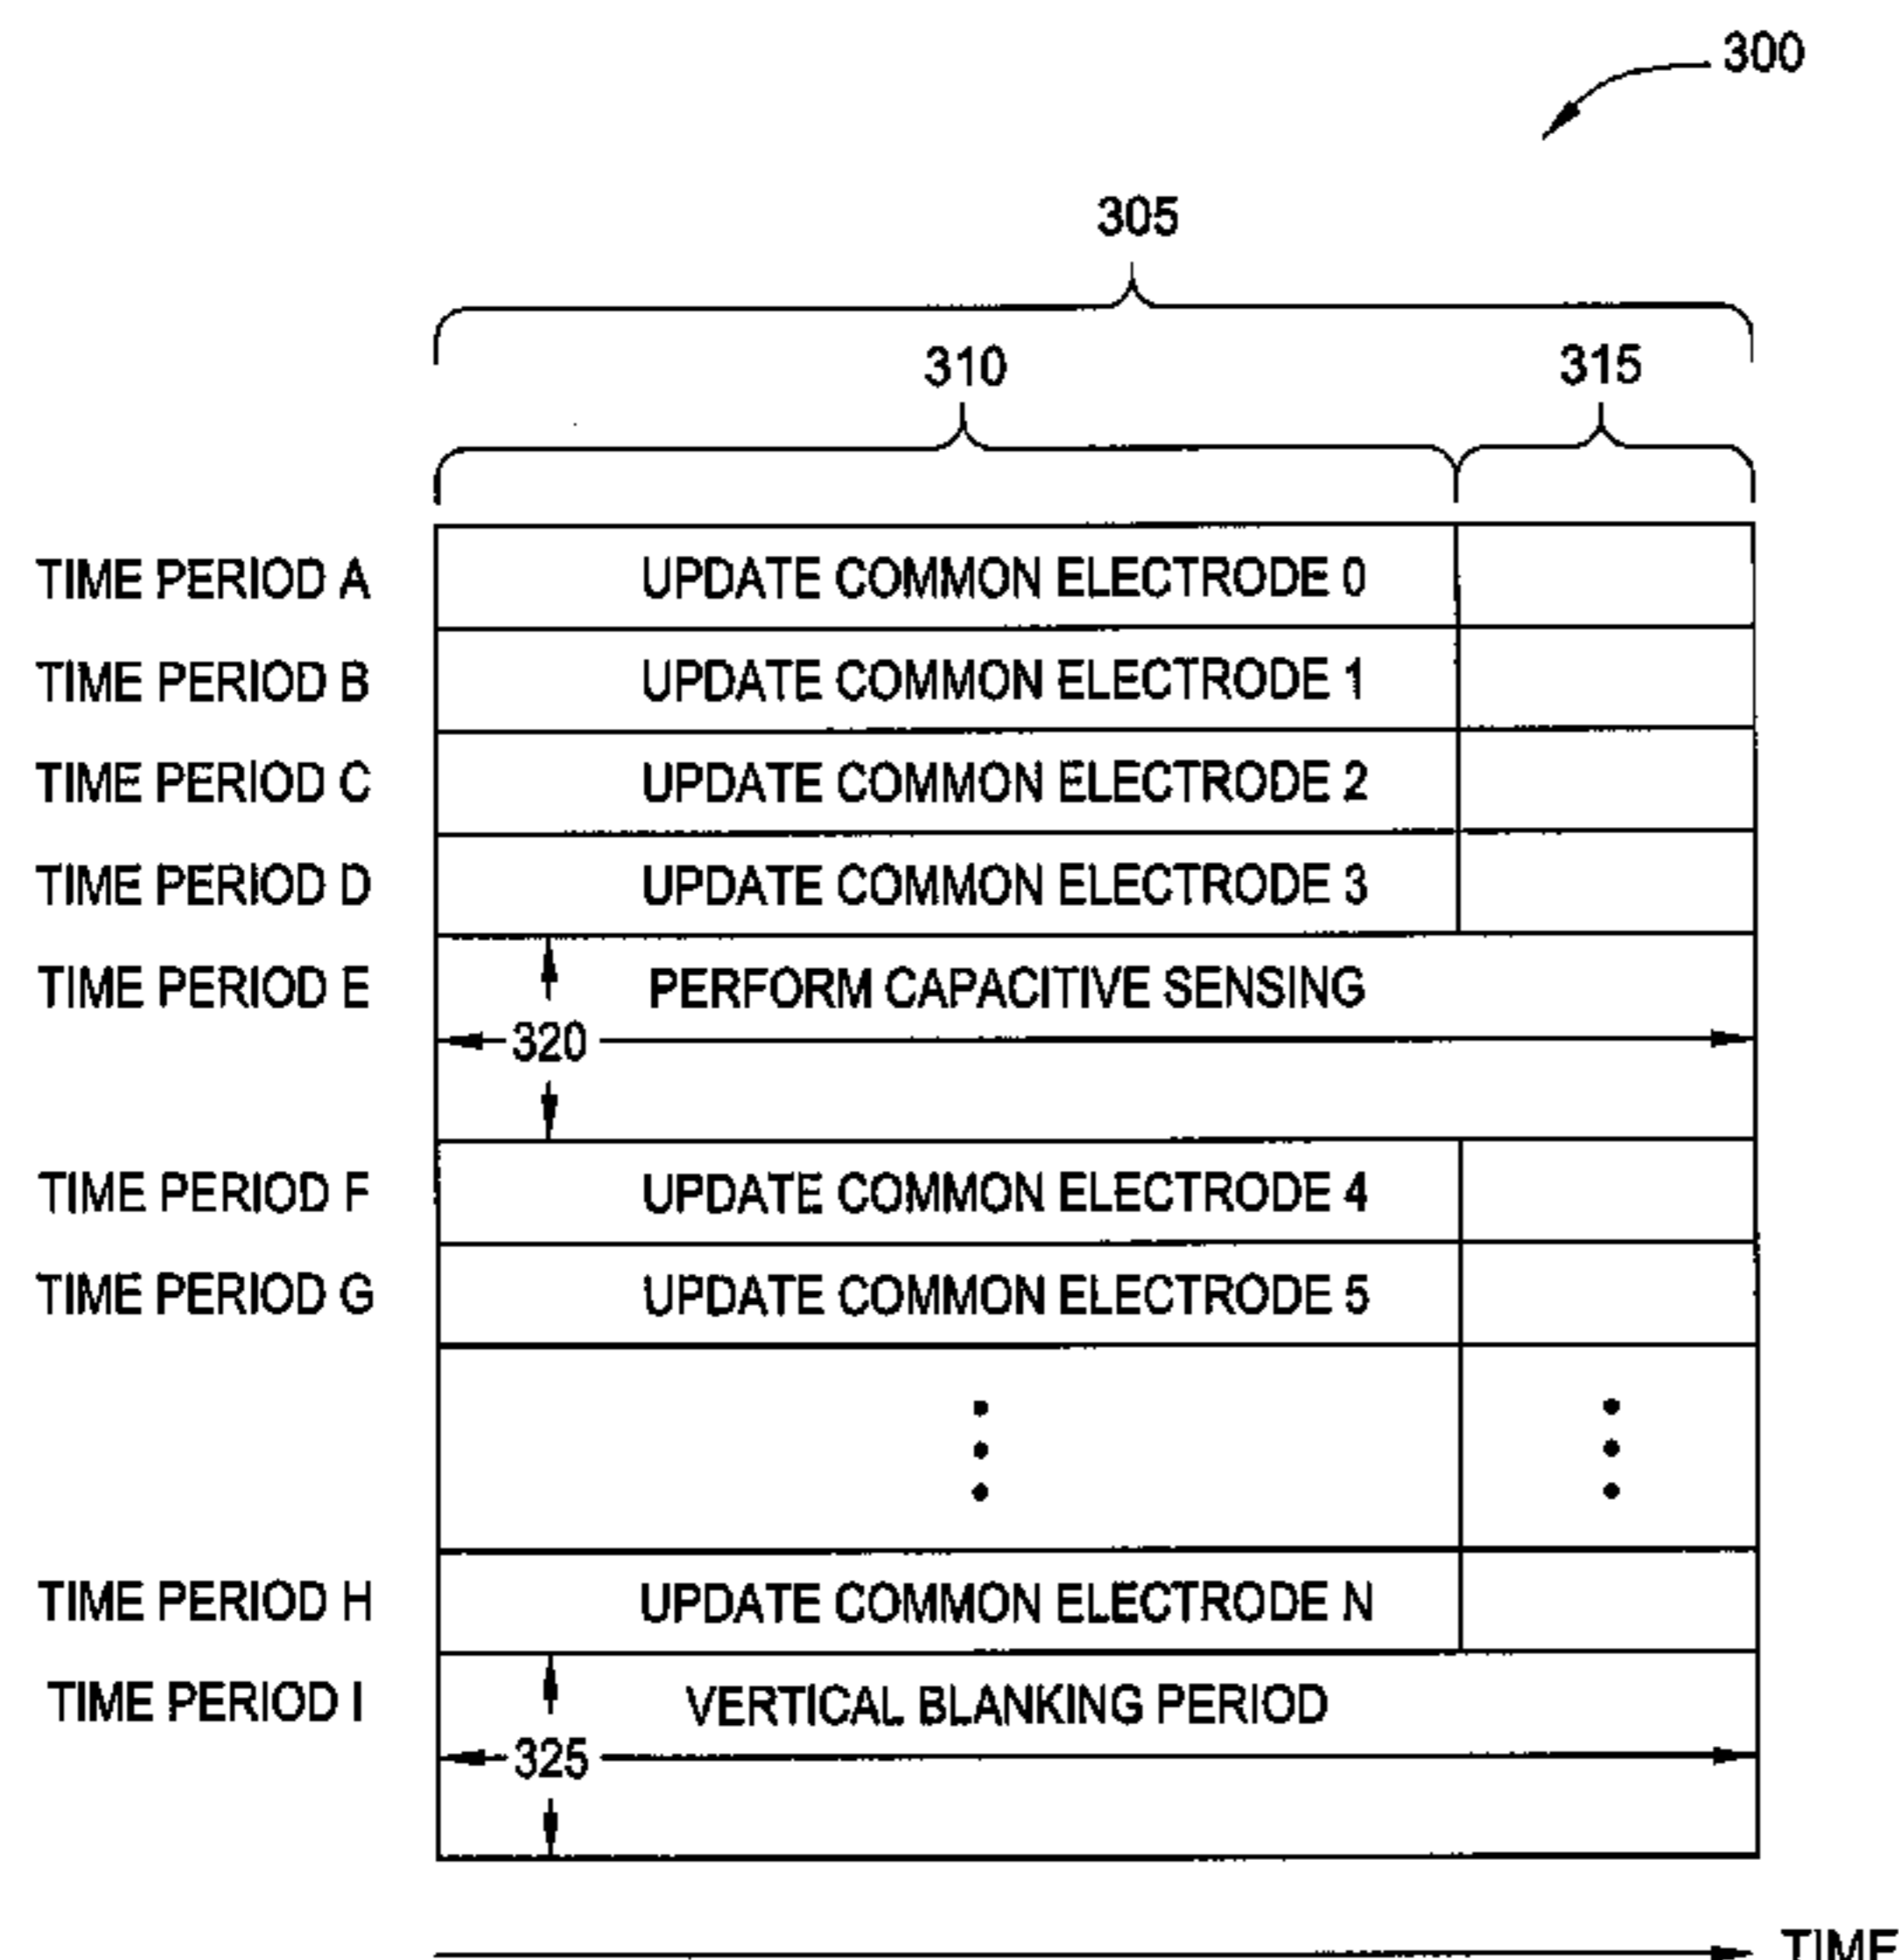 300
305
310 315
TIME PERIOD A UPDATE COMMON ELECTRODE 0
TIME PERIOD B UPDATE COMMON ELECTRODE 1
TIME PERIOD C UPDATE COMMON ELECTRODE 2
TIME PERIOD D UPDATE COMMON ELECTRODE 3
TIME PERIOD E PERFORM CAPACITIVE SENSING
320
TIME PERIOD F UPDATE COMMON ELECTRODE 4
TIME PERIOD G UPDATE COMMON ELECTRODE 5
TIME PERIOD H UPDATE COMMON ELECTRODE N
TIME PERIOD I VERTICAL BLANKING PERIOD
325
TIME